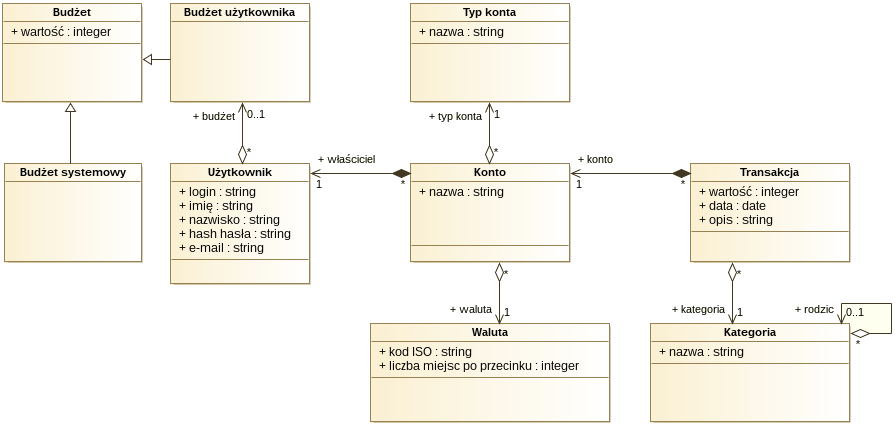 Budżet
+ wartość : integer
Budżet użytkownika
Typ konta
+ nazwa : string
+ budżet
0..1
*
+ typ konta
1
*
Budżet systemowy
Użytkownik
+ login : string
+ imię : string
+ nazwisko : string
+ hash hasła : string
+ e-mail : string
+ właściciel
1
*
Konto
+ nazwa : string
+ konto
1
*
Transakcja
+ wartość : integer
+ data : date
+ opis : string
*
+ waluta
1
*
+ kategoria
1
+ rodzic
0..1
*
Waluta
+ kod ISO : string
+ liczba miejsc po przecinku : integer
Kategoria
+ nazwa : string